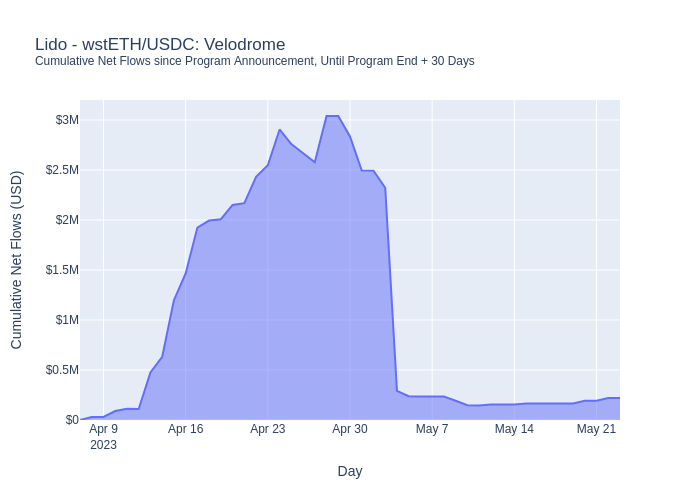 Lido - wstETH/USDC: Velodrome
Cumulative Net Flows since Program Announcement, Until Program End + 30 Days
Cumulative Net Flows (USD)
$3M
$2.5M
$2M
$1.5M
$1M
$0.5M
$0
Apr 9
2023
Apr 16
Apr 23
Apr 30
May 7
May 14
May 21
Day